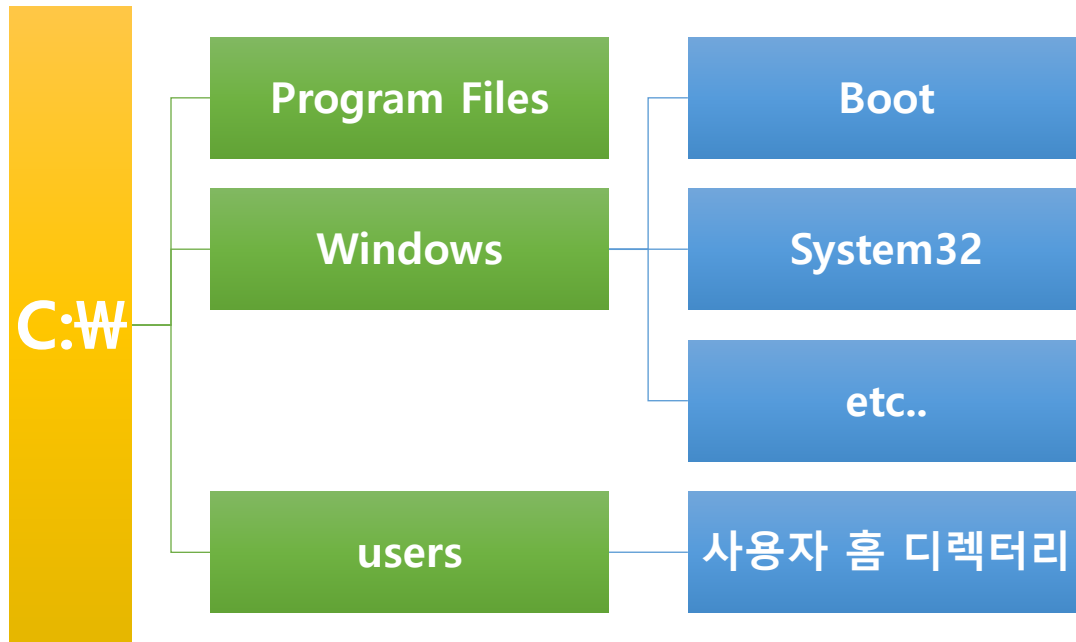 C:₩
Program Files
Windows
users
Boot
System32
etc..
사용자 홈 디렉터리